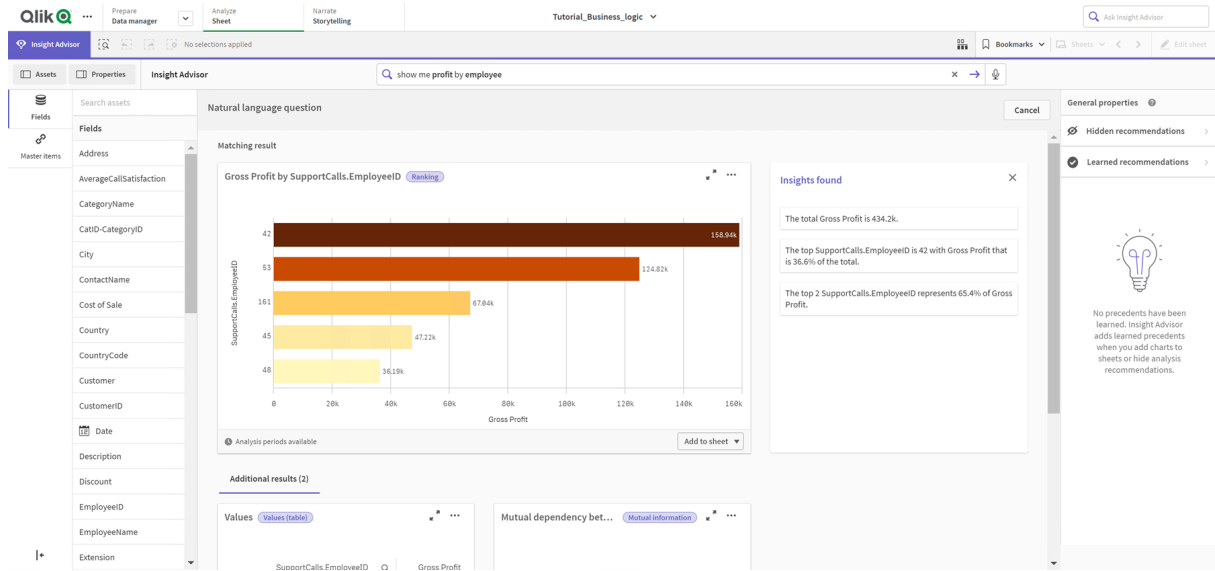 Qlik
Prepare
Data manager
Analyze
Sheet
Narrate
Storytelling
Tutorial_Business_logic
Ask Insight Advisor
Insight Advisor
No selections applied
Bookmarks
Sheets
Edit sheet
Assets
Properties
Insight Advisor
show me profit by employee
Fields
Master items
Search assets
Fields
Address
AverageCallSatisfaction
CategoryName
CatID-CategoryID
City
ContactName
Cost of Sale
Country
CountryCode
Customer
CustomerID
Date
Description
Discount
EmployeeID
EmployeeName
Extension
Natural language question
Cancel
Matching result
Gross Profit by SupportCalls.EmployeeID
Ranking
SupportCalls.EmployeeID
42
158.94k
53
124.82k
161
67.04k
45
47.22k
48
36.19k
0 20k 40k 60k 80k 100k 120k 140k 160k
Gross Profit
Analysis periods available
Add to sheet
Insights found
The total Gross Profit is 434.2k.
The top SupportCalls.EmployeeID is 42 with Gross Profit that
is 36.6% of the total.
The top 2 SupportCalls.EmployeeID represents 65.4% of Gross
Profit.
Additional results (2)
Values
Values (table)
SupportCalls.EmployeeID
Gross Profit
Mutual dependency bet...
Mutual information
General properties
Hidden recommendations
Learned recommendations
No precedents have been
learned. Insight Advisor
adds learned precedents
when you add charts to
sheets or hide analysis
recommendations.